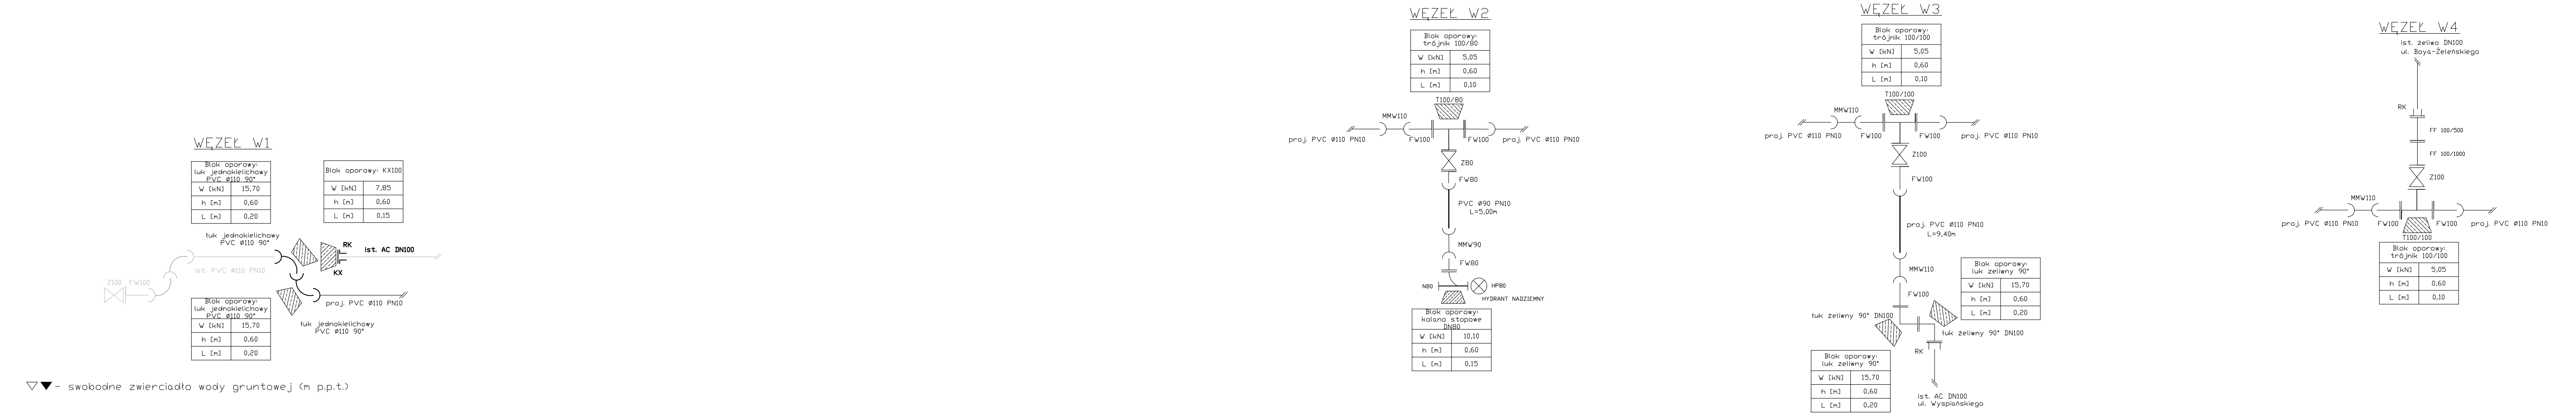 WĘZEŁ W1
Blok oporowy:
luk jednokielichowy
PVC Ø110 90°
W [kN] 15,70
h [m] 0,60
L [m] 0,20
Blok oporowy: KX100
W [kN] 7,85
h [m] 0,60
L [m] 0,15
łuk jednokielichowy
PVC Ø110 90°
RK
ist. AC DN100
KX
ist. PVC Ø110 PN10
Z100 FW100
proj. PVC Ø110 PN10
łuk jednokielichowy
PVC Ø110 90°
Blok oporowy:
luk jednokielichowy
PVC Ø110 90°
W [kN] 15,70
h [m] 0,60
L [m] 0,20
- swobodne zwierciadło wody gruntowej (m p.p.t.)
WĘZEŁ W2
Blok oporowy:
trójnik 100/80
W [kN] 5,05
h [m] 0,60
L [m] 0,10
T100/80
MMW110
proj. PVC Ø110 PN10
FW100
FW100
proj. PVC Ø110 PN10
Z80
FW80
PVC Ø90 PN10
L=5,00m
MMW90
FW80
N80
HP80
HYDRANT NADZIEMNY
Blok oporowy:
kolano stopowe
DN80
W [kN] 10,10
h [m] 0,60
L [m] 0,15
WĘZEŁ W3
Blok oporowy:
trójnik 100/100
W [kN] 5,05
h [m] 0,60
L [m] 0,10
T100/100
MMW110
proj. PVC Ø110 PN10
FW100
FW100
proj. PVC Ø110 PN10
Z100
FW100
proj. PVC Ø110 PN10
L=9,40m
MMW110
FW100
Blok oporowy:
luk żeliwny 90°
W [kN] 15,70
h [m] 0,60
L [m] 0,20
łuk żeliwny 90° DN100
łuk żeliwny 90° DN100
RK
Blok oporowy:
luk żeliwny 90°
W [kN] 15,70
h [m] 0,60
L [m] 0,20
ist. AC DN100
ul. Wyspiańskiego
WĘZEŁ W4
ist. żeliwo DN100
ul. Boya-Żeleńskiego
RK
FF 100/500
FF 100/1000
Z100
MMW110
proj. PVC Ø110 PN10
FW100
FW100
proj. PVC Ø110 PN10
T100/100
Blok oporowy:
trójnik 100/100
W [kN] 5,05
h [m] 0,60
L [m] 0,10